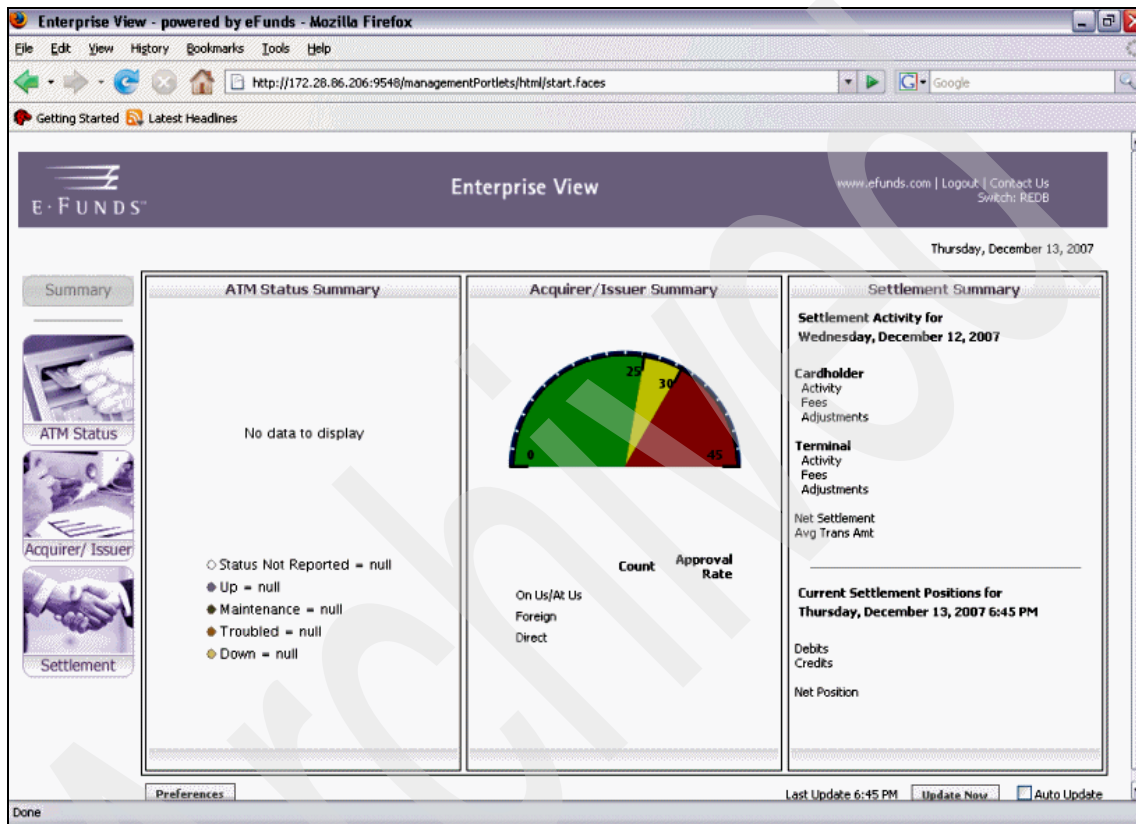 Enterprise View - powered by eFunds - Mozilla Firefox
File Edit View History Bookmarks Tools Help
http://172.28.86.206:9548/managementPortlets/html/start.faces
G Google
Getting Started Latest Headlines
E·FUNDS™
Enterprise View
www.efunds.com | Logout | Contact Us
Switch: REDB
Thursday, December 13, 2007
Summary
ATM Status
Acquirer/ Issuer
Settlement
ATM Status Summary
No data to display
Status Not Reported = null
Up = null
Maintenance = null
Troubled = null
Down = null
Acquirer/Issuer Summary
0 25 30 45
Count Approval Rate
On Us/At Us
Foreign
Direct
Settlement Summary
Settlement Activity for
Wednesday, December 12, 2007
Cardholder
Activity
Fees
Adjustments
Terminal
Activity
Fees
Adjustments
Net Settlement
Avg Trans Amt
Current Settlement Positions for
Thursday, December 13, 2007 6:45 PM
Debits
Credits
Net Position
Preferences
Last Update 6:45 PM Update Now Auto Update
Done
Archived